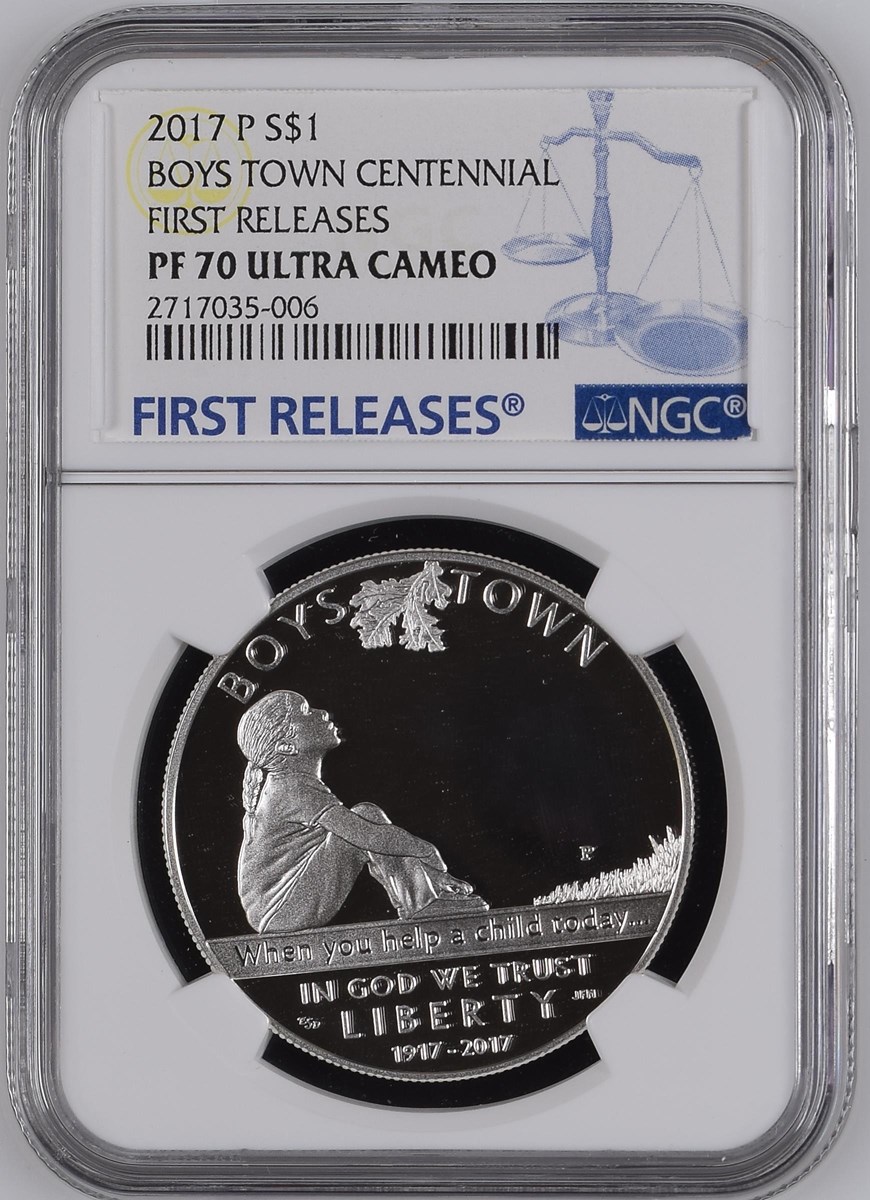 2017 P S$1
BOYS TOWN CENTENNIAL
FIRST RELEASES
PF 70 ULTRA CAMEO
2717035-006
FIRST RELEASES®
NGC®
BOYS TOWN
P
When you help a child today...
IN GOD WE TRUST
LIBERTY
1917-2017